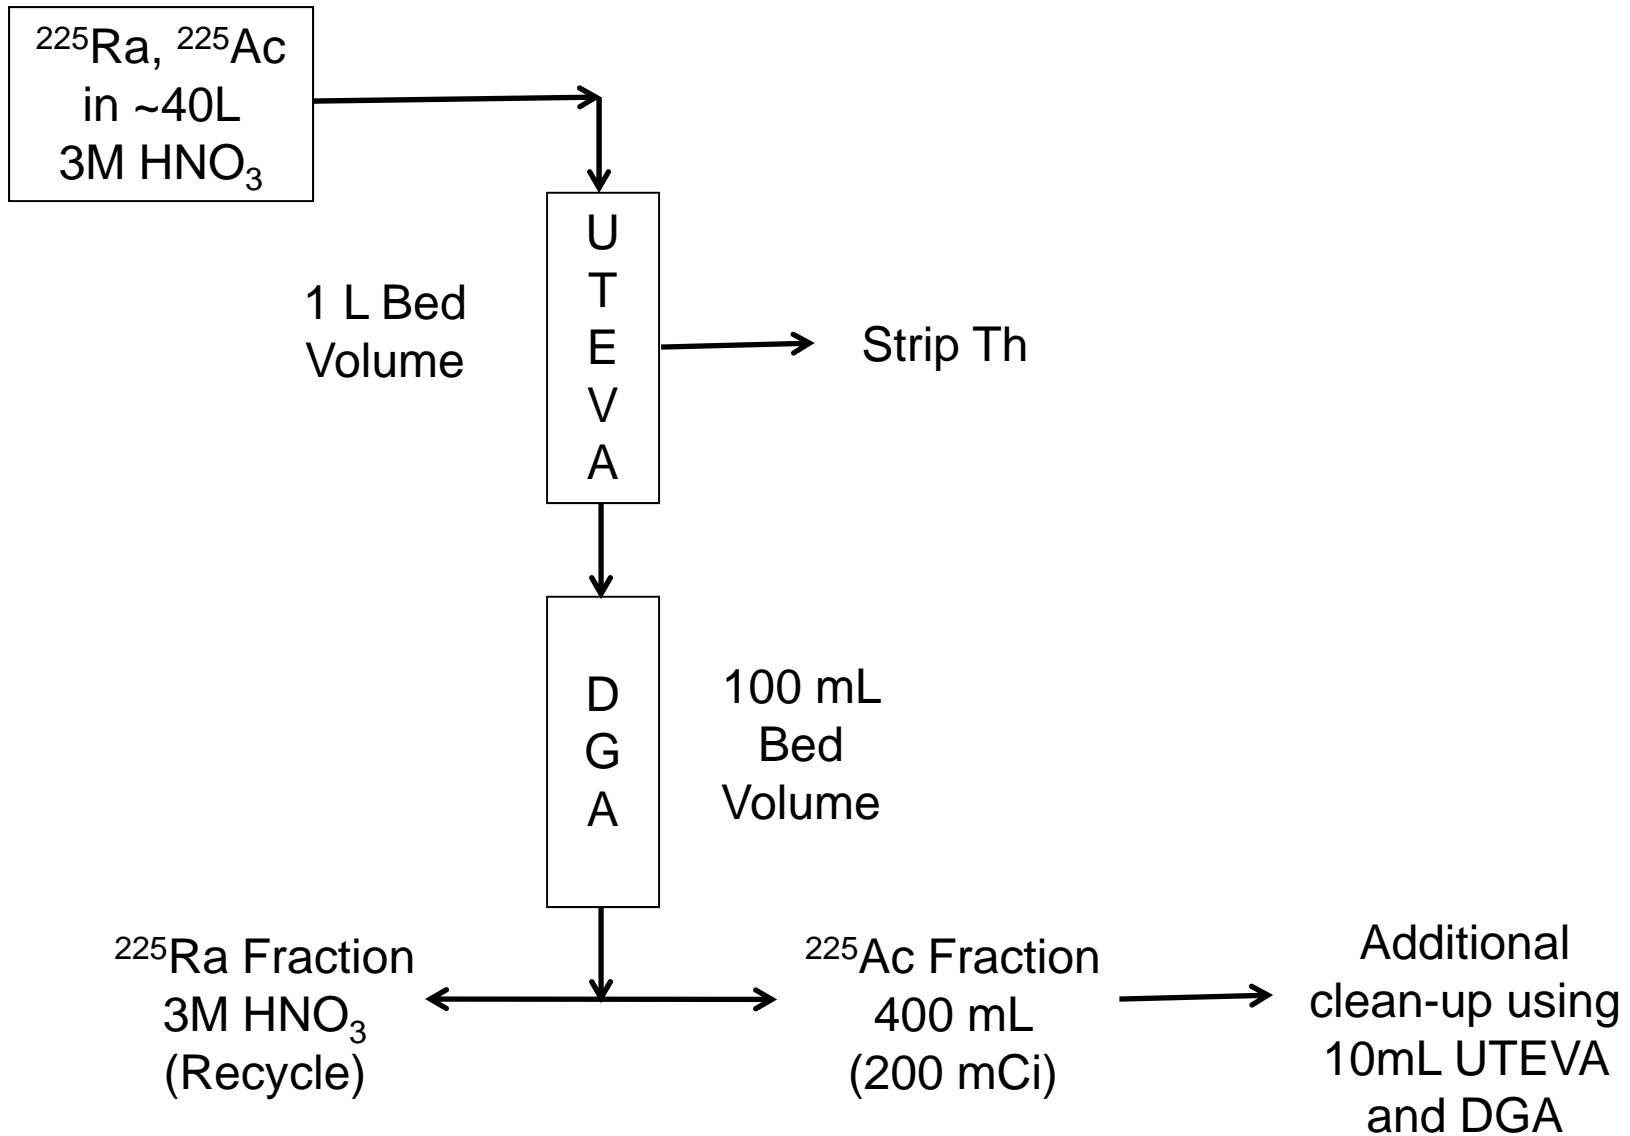 ²²⁵Ra, ²²⁵Ac
in ~40L
3M HNO₃
U
T
E
V
A
1 L Bed
Volume
Strip Th
D
G
A
100 mL
Bed
Volume
²²⁵Ra Fraction
3M HNO₃
(Recycle)
²²⁵Ac Fraction
400 mL
(200 mCi)
Additional
clean-up using
10mL UTEVA
and DGA